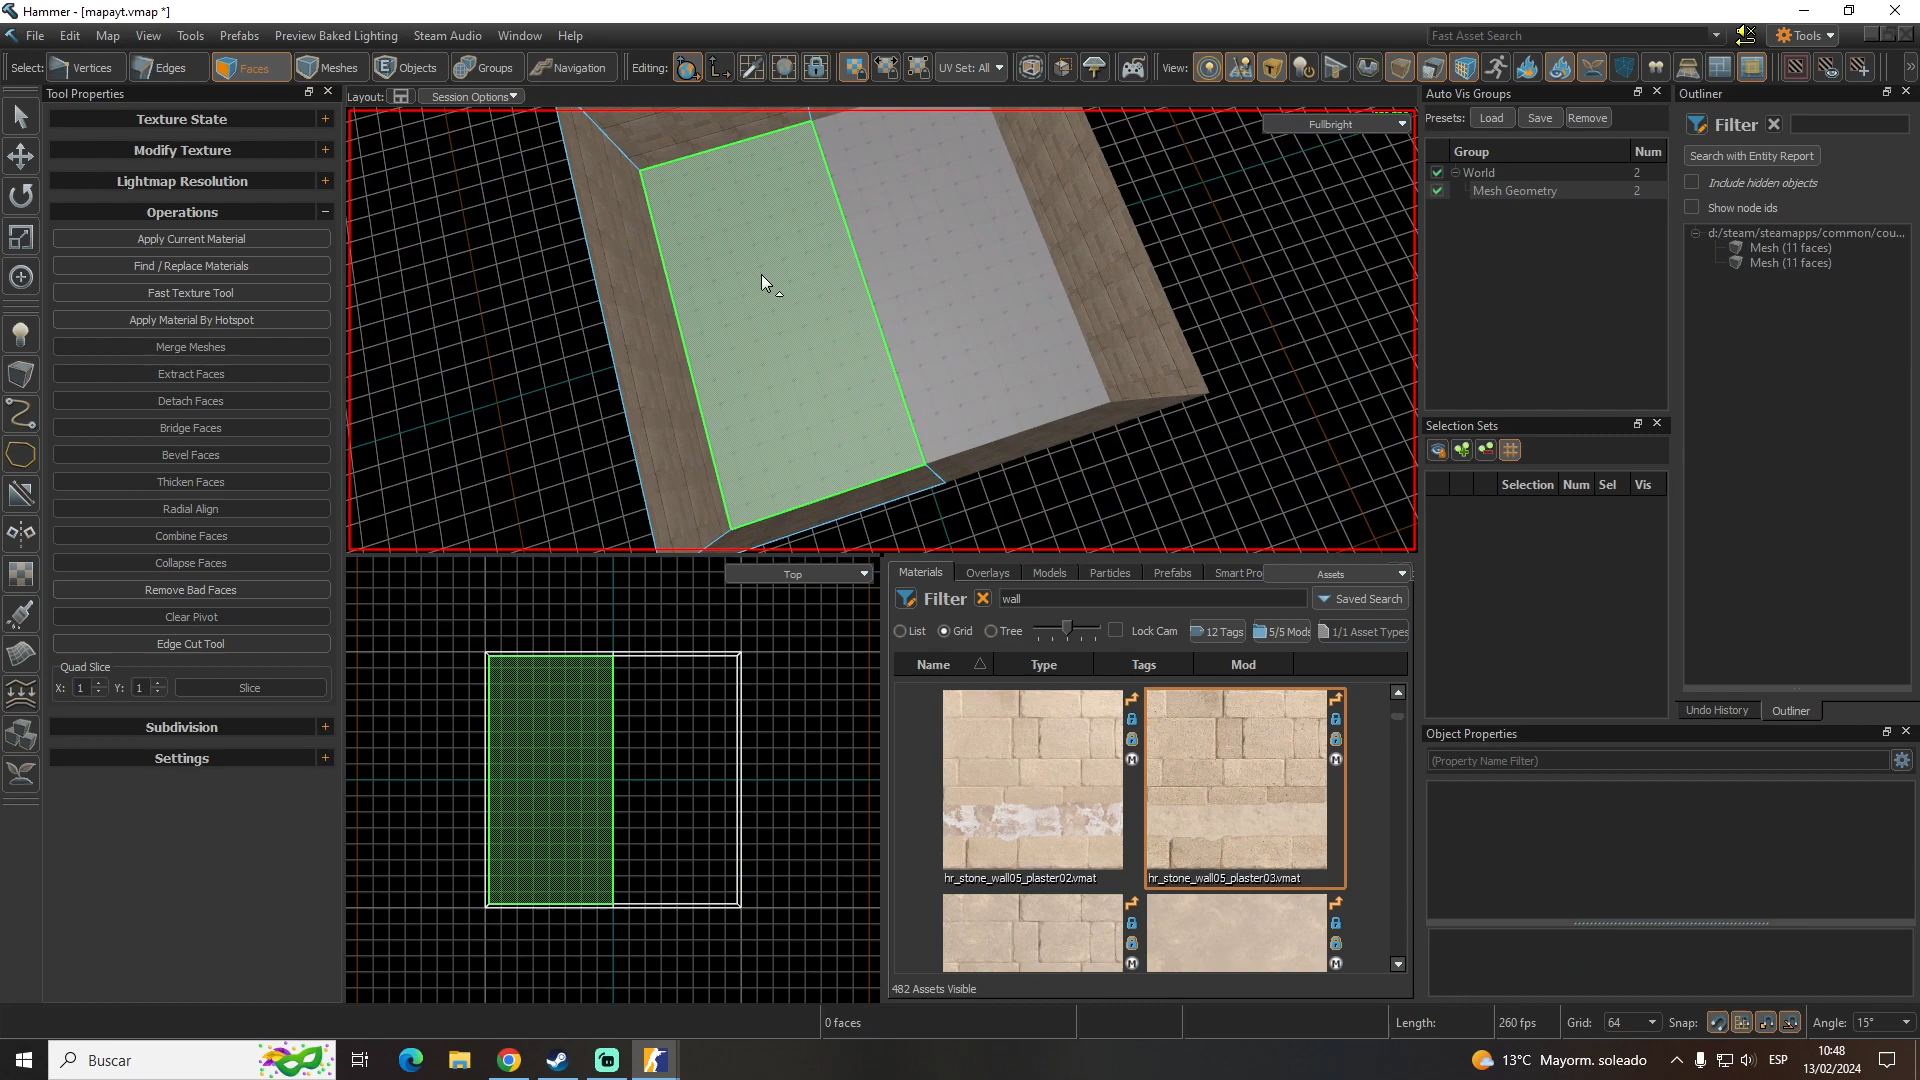 Hammer - [mapayt.vmap *]
File Edit Map View Tools Prefabs Preview Baked Lighting Steam Audio Window Help
Fast Asset Search
Tools
Select: Vertices Edges Faces Meshes Objects Groups Navigation Editing: UV Set: All View:
Tool Properties
Layout: Session Options
Auto Vis Groups
Outliner
Texture State
Modify Texture
Lightmap Resolution
Operations
Apply Current Material
Find / Replace Materials
Fast Texture Tool
Apply Material By Hotspot
Merge Meshes
Extract Faces
Detach Faces
Bridge Faces
Bevel Faces
Thicken Faces
Radial Align
Combine Faces
Collapse Faces
Remove Bad Faces
Clear Pivot
Edge Cut Tool
Quad Slice
X: 1 Y: 1 Slice
Subdivision
Settings
Fullbright
Top
Presets: Load Save Remove
Group Num
World 2
Mesh Geometry 2
Filter
Search with Entity Report
Include hidden objects
Show node ids
d:/steam/steamapps/common/cou...
Mesh (11 faces)
Mesh (11 faces)
Selection Sets
Selection Num Sel Vis
Undo History Outliner
Object Properties
(Property Name Filter)
Materials Overlays Models Particles Prefabs Smart Pro Assets
Filter wall Saved Search
List Grid Tree Lock Cam 12 Tags 5/5 Mods 1/1 Asset Types
Name Type Tags Mod
hr_stone_wall05_plaster02.vmat
hr_stone_wall05_plaster03.vmat
482 Assets Visible
0 faces Length: 260 fps Grid: 64 Snap: Angle: 15°
Buscar
13°C Mayorm. soleado ESP
10:48
13/02/2024